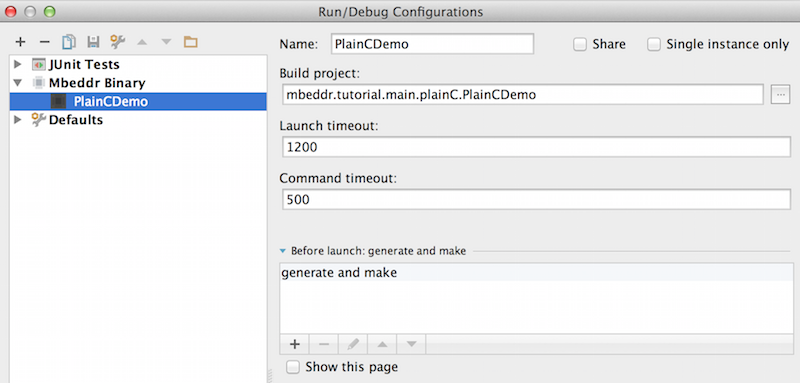 Run/Debug Configurations
JUnit Tests
Mbeddr Binary
PlainCDemo
Defaults
Name: PlainCDemo Share Single instance only
Build project:
mbeddr.tutorial.main.plainC.PlainCDemo
...
Launch timeout:
1200
Command timeout:
500
Before launch: generate and make
generate and make
Show this page